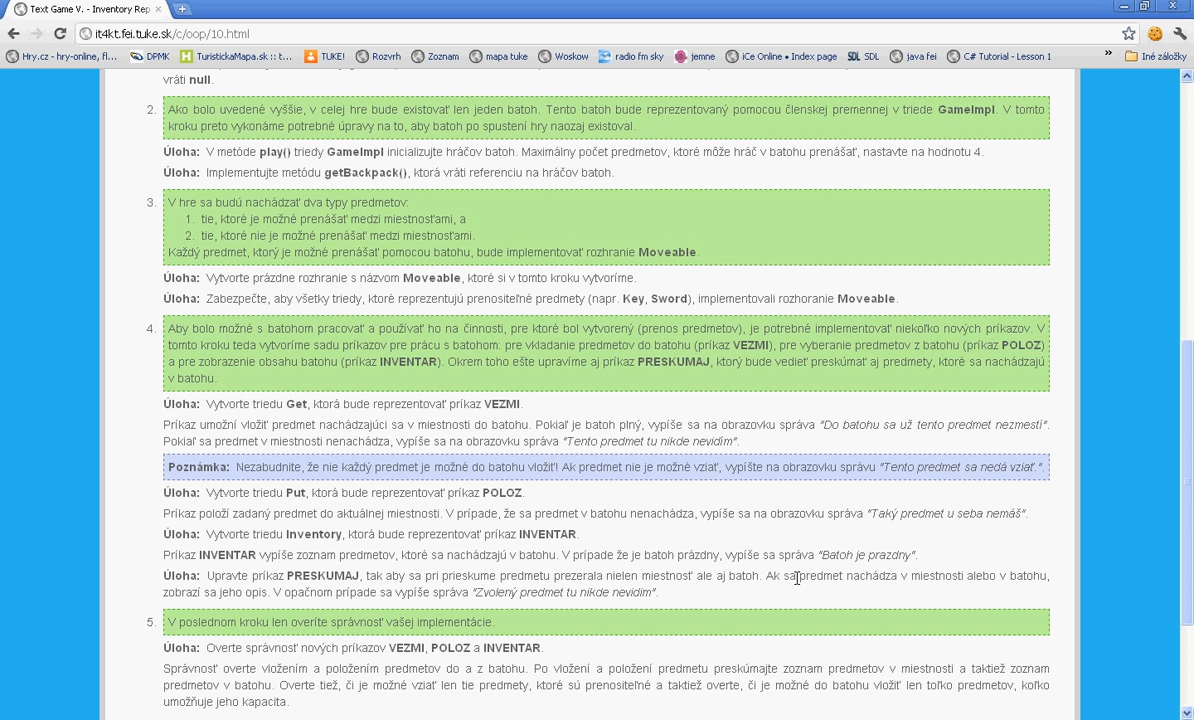 Text Game V. - Inventory Rep
it4kt.fei.tuke.sk/c/oop/10.html
Hry.cz - hry-online, fl... DPMK TuristickaMapa.sk :: t... TUKE! Rozvrh Zoznam mapa tuke Woskow radio fm sky jemne iCe Online • Index page SDL SDL java fei C# Tutorial - Lesson 1 » Iné záložky
vráti null.
2. Ako bolo uvedené vyššie, v celej hre bude existovať len jeden batoh. Tento batoh bude reprezentovaný pomocou členskej premennej v triede GameImpl. V tomto
kroku preto vykonáme potrebné úpravy na to, aby batoh po spustení hry naozaj existoval.
Úloha: V metóde play() triedy GameImpl inicializujte hráčov batoh. Maximálny počet predmetov, ktoré môže hráč v batohu prenášať, nastavte na hodnotu 4.
Úloha: Implementujte metódu getBackpack(), ktorá vráti referenciu na hráčov batoh.
3. V hre sa budú nachádzať dva typy predmetov:
1. tie, ktoré je možné prenášať medzi miestnosťami, a
2. tie, ktoré nie je možné prenášať medzi miestnosťami.
Každý predmet, ktorý je možné prenášať pomocou batohu, bude implementovať rozhranie Moveable.
Úloha: Vytvorte prázdne rozhranie s názvom Moveable, ktoré si v tomto kroku vytvoríme.
Úloha: Zabezpečte, aby všetky triedy, ktoré reprezentujú prenositeľné predmety (napr. Key, Sword), implementovali rozhoranie Moveable.
4. Aby bolo možné s batohom pracovať a používať ho na činnosti, pre ktoré bol vytvorený (prenos predmetov), je potrebné implementovať niekoľko nových príkazov. V
tomto kroku teda vytvoríme sadu príkazov pre prácu s batohom: pre vkladanie predmetov do batohu (príkaz VEZMI), pre vyberanie predmetov z batohu (príkaz POLOZ)
a pre zobrazenie obsahu batohu (príkaz INVENTAR). Okrem toho ešte upravíme aj príkaz PRESKUMAJ, ktorý bude vedieť preskúmať aj predmety, ktoré sa nachádzajú
v batohu.
Úloha: Vytvorte triedu Get, ktorá bude reprezentovať príkaz VEZMI.
Príkaz umožní vložiť predmet nachádzajúci sa v miestnosti do batohu. Pokiaľ je batoh plný, vypíše sa na obrazovku správa "Do batohu sa už tento predmet nezmestí".
Pokiaľ sa predmet v miestnosti nenachádza, vypíše sa na obrazovku správa "Tento predmet tu nikde nevidím".
Poznámka: Nezabudnite, že nie každý predmet je možné do batohu vložiť! Ak predmet nie je možné vziať, vypíšte na obrazovku správu "Tento predmet sa nedá vziať.".
Úloha: Vytvorte triedu Put, ktorá bude reprezentovať príkaz POLOZ.
Príkaz položí zadaný predmet do aktuálnej miestnosti. V prípade, že sa predmet v batohu nenachádza, vypíše sa na obrazovku správa "Taký predmet u seba nemáš".
Úloha: Vytvorte triedu Inventory, ktorá bude reprezentovať príkaz INVENTAR.
Príkaz INVENTAR vypíše zoznam predmetov, ktoré sa nachádzajú v batohu. V prípade že je batoh prázdny, vypíše sa správa "Batoh je prazdny".
Úloha: Upravte príkaz PRESKUMAJ, tak aby sa pri prieskume predmetu prezerala nielen miestnosť ale aj batoh. Ak sa predmet nachádza v miestnosti alebo v batohu,
zobrazí sa jeho opis. V opačnom prípade sa vypíše správa "Zvolený predmet tu nikde nevidim".
5. V poslednom kroku len overíte správnosť vašej implementácie.
Úloha: Overte správnosť nových príkazov VEZMI, POLOZ a INVENTAR.
Správnosť overte vložením a položením predmetov do a z batohu. Po vložení a položení predmetu preskúmajte zoznam predmetov v miestnosti a taktiež zoznam
predmetov v batohu. Overte tiež, či je možné vziať len tie predmety, ktoré sú prenositeľné a taktiež overte, či je možné do batohu vložiť len toľko predmetov, koľko
umožňuje jeho kapacita.